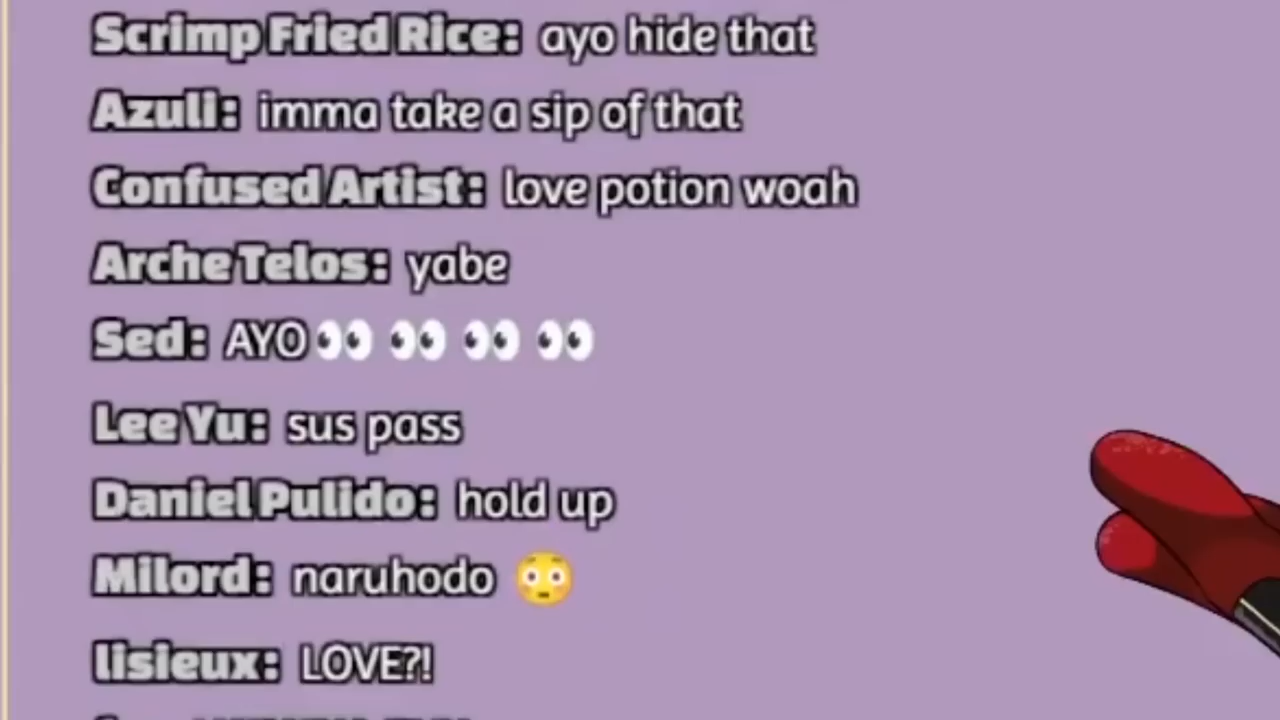 Scrimp Fried Rice: ayo hide that
Azuli: imma take a sip of that
Confused Artist: love potion woah
Arche Telos: yabe
Sed: AYO👀 👀 👀 👀
Lee Yu: sus pass
Daniel Pulido: hold up
Milord: naruhodo 😳
lisieux: LOVE?!